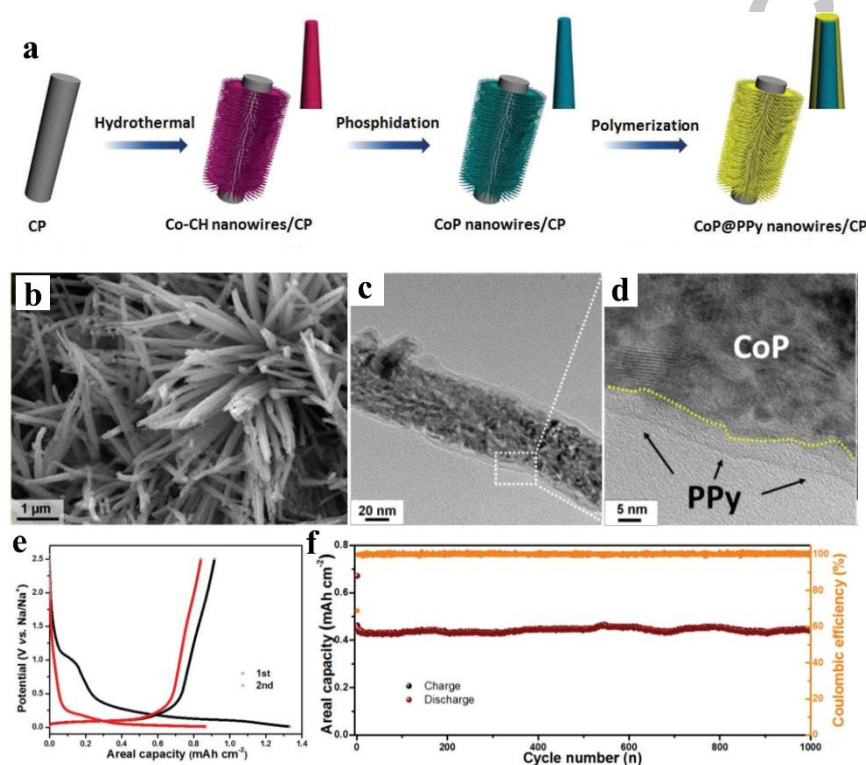 a
Hydrothermal
Phosphidation
Polymerization
CP
Co-CH nanowires/CP
CoP nanowires/CP
CoP@PPy nanowires/CP
b
1 μm
c
20 nm
d
CoP
PPy
5 nm
e
Potential (V vs. Na/Na+)
2.5
2.0
1.5
1.0
0.5
0.0
1st
2nd
0.0 0.2 0.4 0.6 0.8 1.0 1.2 1.4
Areal capacity (mAh cm-2)
f
Areal capacity (mAh cm-2)
0.8
0.6
0.4
0.2
0.0
Charge
Discharge
0 200 400 600 800 1000
Cycle number (n)
100
80
60
40
20
0
Coulombic efficiency (%)